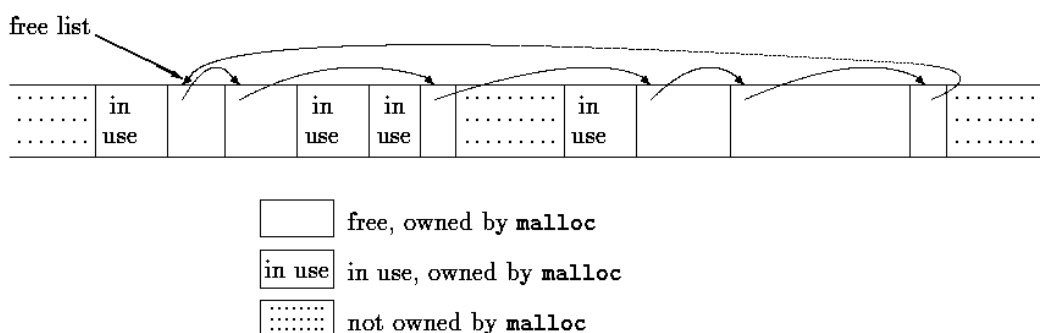 free list
in use
in use
in use
in use
free, owned by malloc
in use
in use, owned by malloc
not owned by malloc